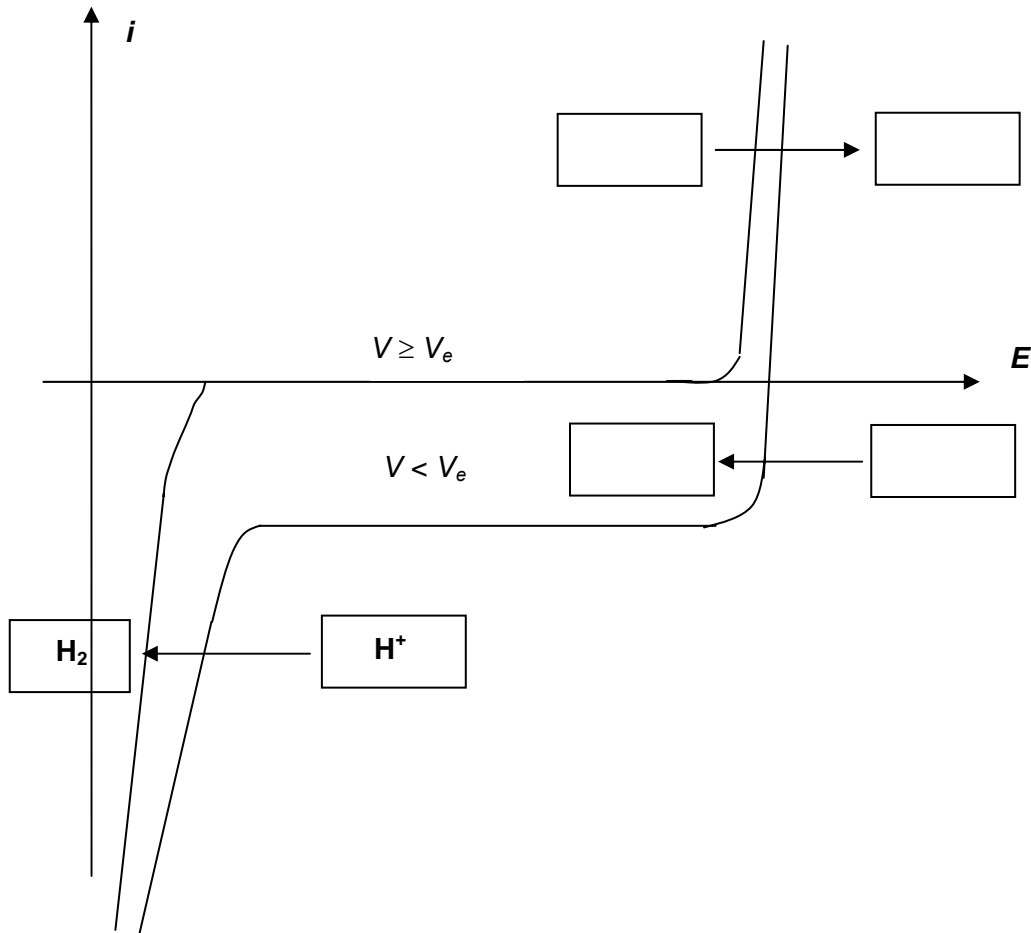 i
V ≥ Vₑ
E
V < Vₑ
H₂
H⁺